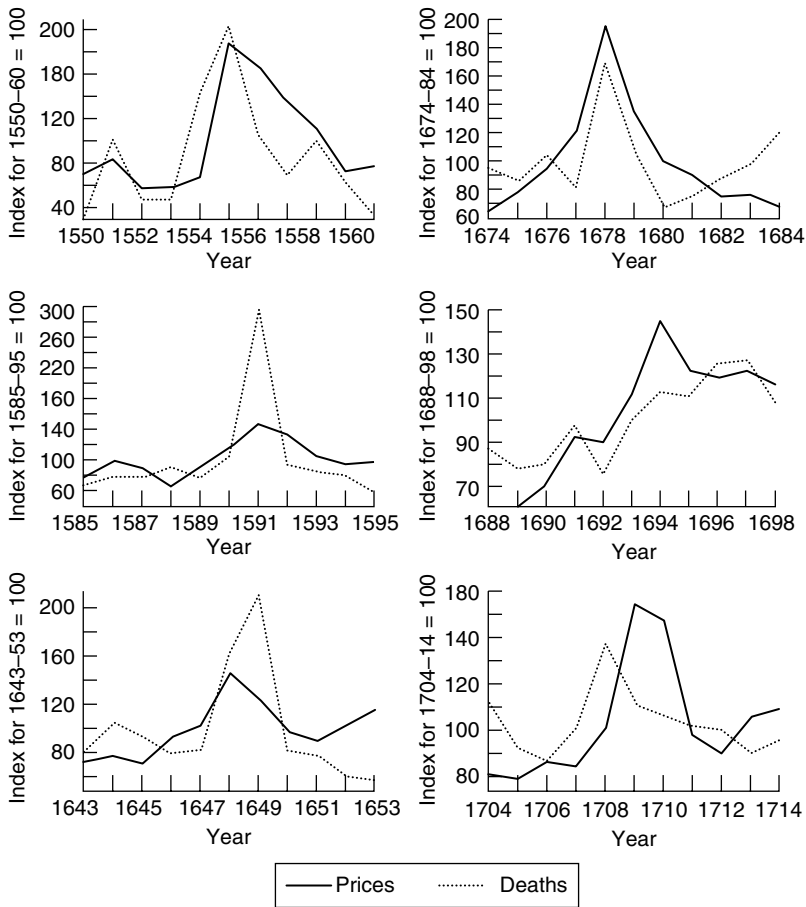 Index for 1550–60 = 100
200
160
120
80
40
1550 1552 1554 1556 1558 1560
Year
Index for 1674–84 = 100
200
180
160
140
120
100
80
60
1674 1676 1678 1680 1682 1684
Year
Index for 1585–95 = 100
300
260
220
140
100
60
1585 1587 1589 1591 1593 1595
Year
Index for 1688–98 = 100
150
130
110
90
70
1688 1690 1692 1694 1696 1698
Year
Index for 1643–53 = 100
200
160
120
80
1643 1645 1647 1649 1651 1653
Year
Index for 1704–14 = 100
180
160
140
120
100
80
1704 1706 1708 1710 1712 1714
Year
Prices Deaths